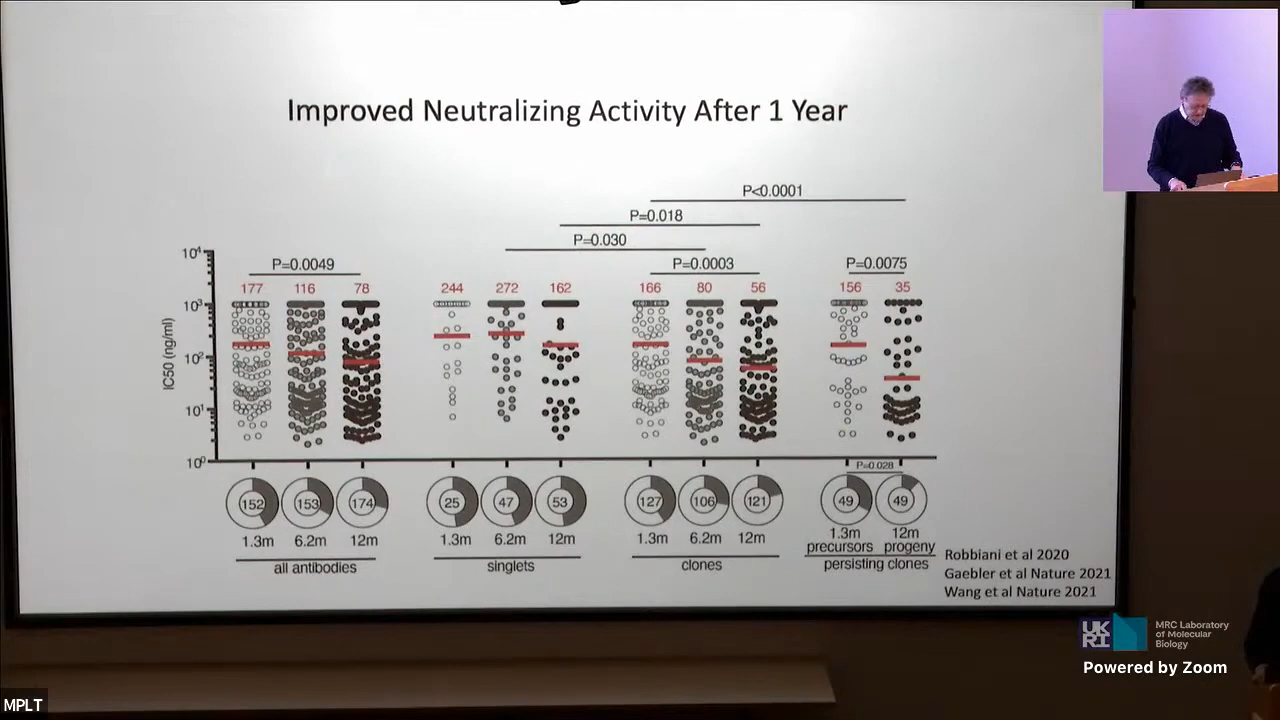 Improved Neutralizing Activity After 1 Year
P<0.0001
P=0.018
P=0.030
P=0.0049
P=0.0003
P=0.0075
IC50 (ng/ml)
10⁴
10³
10²
10¹
10⁰
177 116 78
244 272 162
166 80 56
156 35
P=0.028
152 153 174
25 47 53
127 106 121
49 49
1.3m 6.2m 12m
1.3m 6.2m 12m
1.3m 6.2m 12m
1.3m 12m
precursors progeny
all antibodies
singlets
clones
persisting clones
Robbiani et al 2020
Gaebler et al Nature 2021
Wang et al Nature 2021
UK
RI
MRC Laboratory
of Molecular
Biology
Powered by Zoom
MPLT